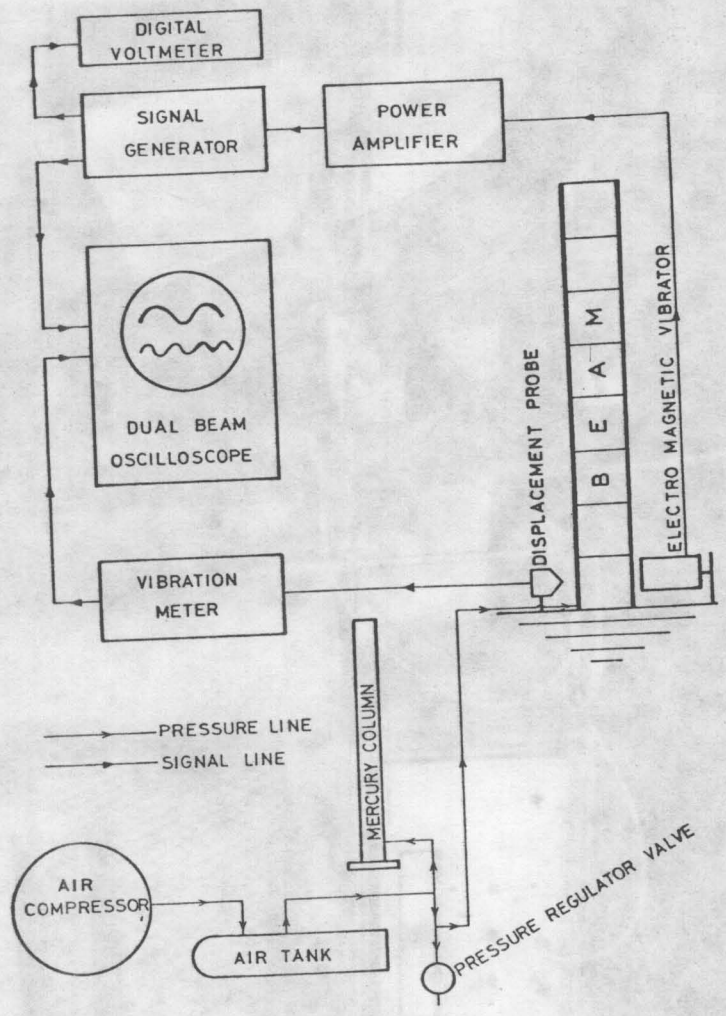 DIGITAL
VOLTMETER
SIGNAL
GENERATOR
POWER
AMPLIFIER
DUAL BEAM
OSCILLOSCOPE
VIBRATION
METER
DISPLACEMENT PROBE
BEAM
ELECTRO MAGNETIC VIBRATOR
PRESSURE LINE
SIGNAL LINE
MERCURY COLUMN
AIR
COMPRESSOR
AIR TANK
PRESSURE REGULATOR VALVE